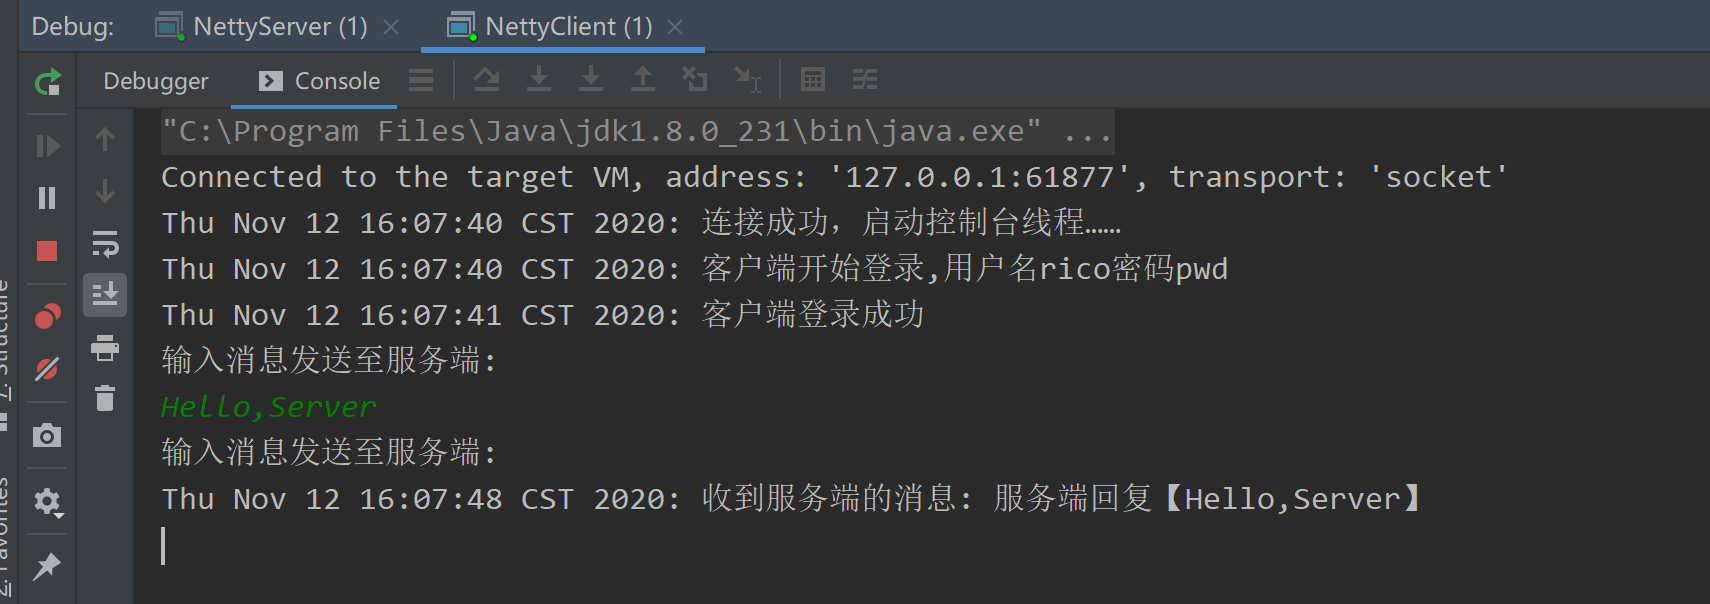 Debug: NettyServer (1) NettyClient (1)
Debugger Console
"C:\Program Files\Java\jdk1.8.0_231\bin\java.exe" ...
Connected to the target VM, address: '127.0.0.1:61877', transport: 'socket'
Thu Nov 12 16:07:40 CST 2020: 连接成功，启动控制台线程……
Thu Nov 12 16:07:40 CST 2020: 客户端开始登录,用户名rico密码pwd
Thu Nov 12 16:07:41 CST 2020: 客户端登录成功
输入消息发送至服务端:
Hello,Server
输入消息发送至服务端:
Thu Nov 12 16:07:48 CST 2020: 收到服务端的消息: 服务端回复【Hello,Server】
7: Structure
2: Favorites